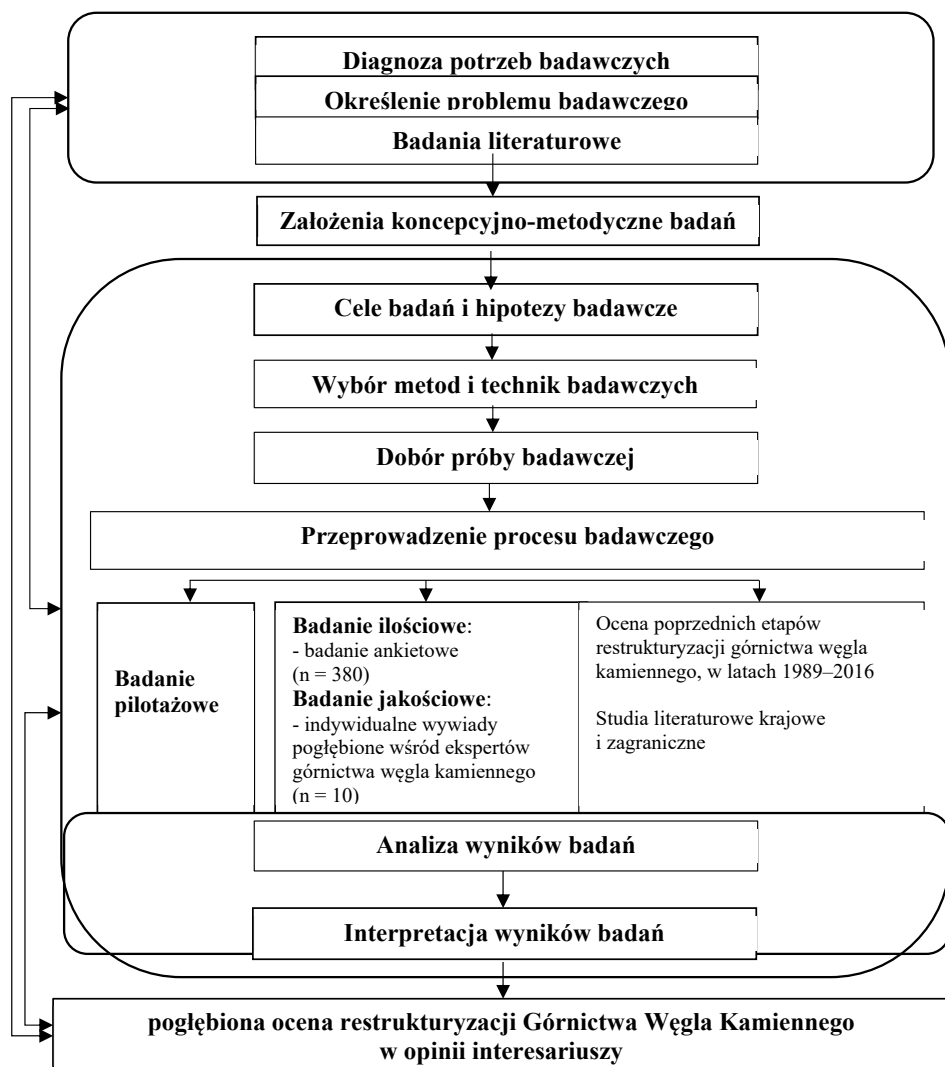 Diagnoza potrzeb badawczych
Określenie problemu badawczego
Badania literaturowe
Założenia koncepcyjno-metodyczne badań
Cele badań i hipotezy badawcze
Wybór metod i technik badawczych
Dobór próby badawczej
Przeprowadzenie procesu badawczego
Badanie
pilotażowe
Badanie ilościowe:
- badanie ankietowe
(n = 380)
Badanie jakościowe:
- indywidualne wywiady
pogłębione wśród ekspertów
górnictwa węgla kamiennego
(n = 10)
Ocena poprzednich etapów
restrukturyzacji górnictwa węgla
kamiennego, w latach 1989–2016
Studia literaturowe krajowe
i zagraniczne
Analiza wyników badań
Interpretacja wyników badań
pogłębiona ocena restrukturyzacji Górnictwa Węgla Kamiennego
w opinii interesariuszy